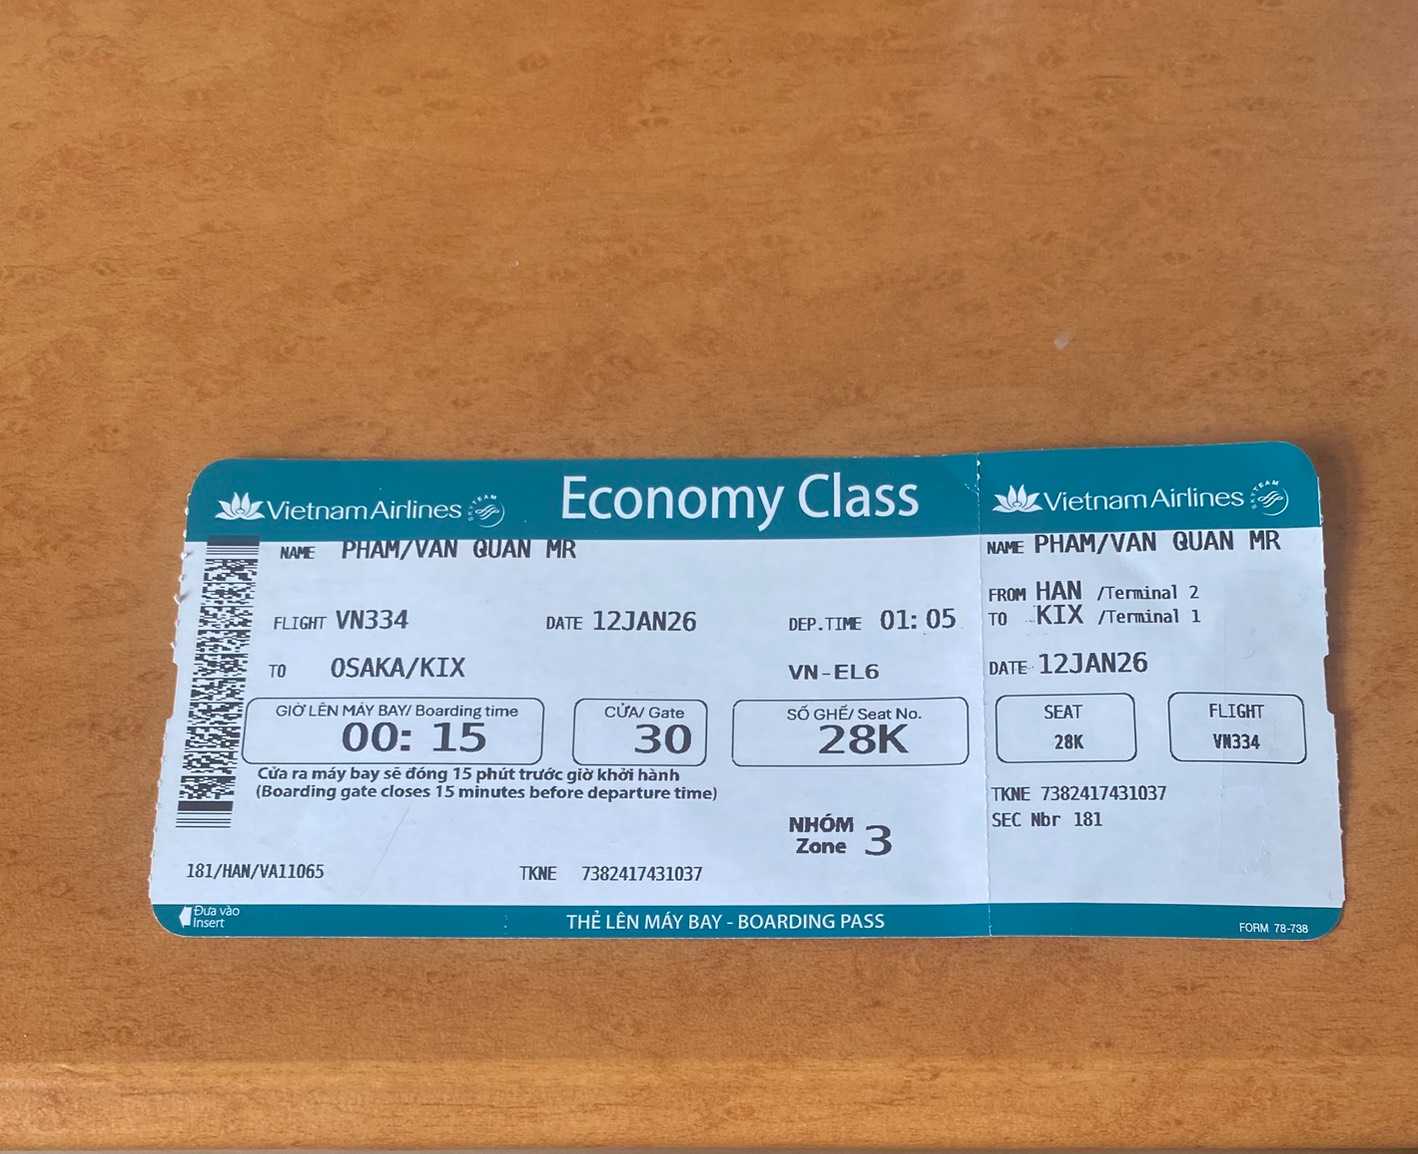 Vietnam Airlines SKYTEAM Economy Class
NAME PHAM/VAN QUAN MR
FLIGHT VN334 DATE 12JAN26 DEP.TIME 01:05
TO OSAKA/KIX VN-EL6
GIỜ LÊN MÁY BAY/ Boarding time CỬA/ Gate SỐ GHẾ/ Seat No.
00:15 30 28K
Cửa ra máy bay sẽ đóng 15 phút trước giờ khởi hành
(Boarding gate closes 15 minutes before departure time)
NHÓM
Zone 3
181/HAN/VA11065 TKNE 7382417431037
Đưa vào
Insert
THẺ LÊN MÁY BAY - BOARDING PASS
Vietnam Airlines SKYTEAM
NAME PHAM/VAN QUAN MR
FROM HAN /Terminal 2
TO KIX /Terminal 1
DATE 12JAN26
SEAT FLIGHT
28K VN334
TKNE 7382417431037
SEC Nbr 181
FORM 78-738